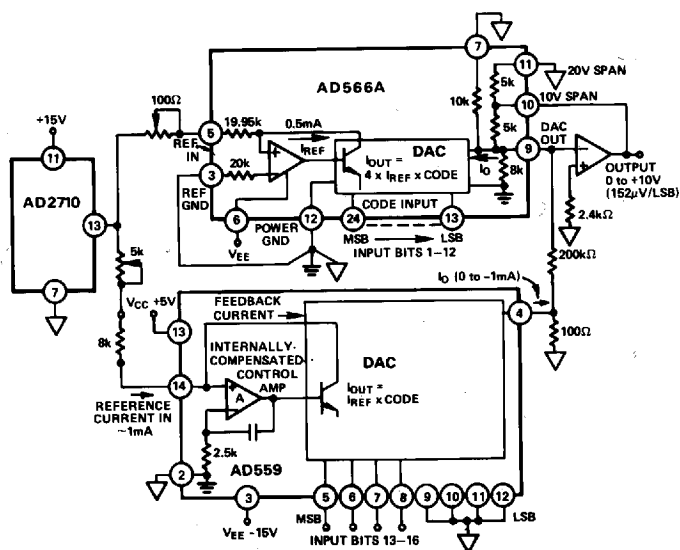 7
11
20V SPAN
5k
10
10V SPAN
AD566A
100Ω
10k
5k
+15V
5
19.95k
0.5mA
9
DAC
OUT
REF
IN
IREF
DAC
8k
11
3
20k
IOUT =
4 x IREF x CODE
IO
OUTPUT
0 to +10V
(152μV/LSB)
REF
GND
AD2710
13
6
12
24
CODE INPUT
13
2.4kΩ
VEE
POWER
GND
MSB
LSB
INPUT BITS 1-12
5k
200kΩ
7
IO (0 to -1mA)
VCC +5V
FEEDBACK
CURRENT
4
13
100Ω
8k
INTERNALLY-
COMPENSATED
CONTROL
AMP
DAC
14
A
IOUT =
IREF x CODE
REFERENCE
CURRENT IN
~1mA
2.5k
2
AD559
3
5
6
7
8
9
10
11
12
VEE -15V
MSB
LSB
INPUT BITS 13-16